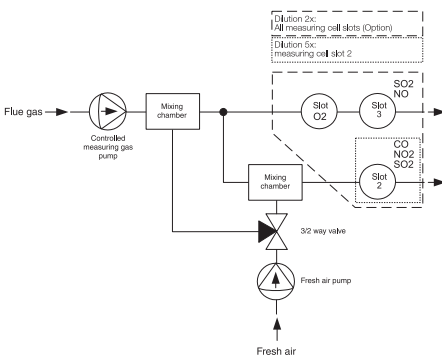 Dilution 2x:
All measuring cell slots (Option)
Dilution 5x:
measuring cell slot 2
Flue gas
Controlled
measuring gas
pump
Mixing
chamber
Slot
O2
Slot
3
SO2
NO
Mixing
chamber
Slot
2
CO
NO2
SO2
3/2 way valve
Fresh air pump
Fresh air